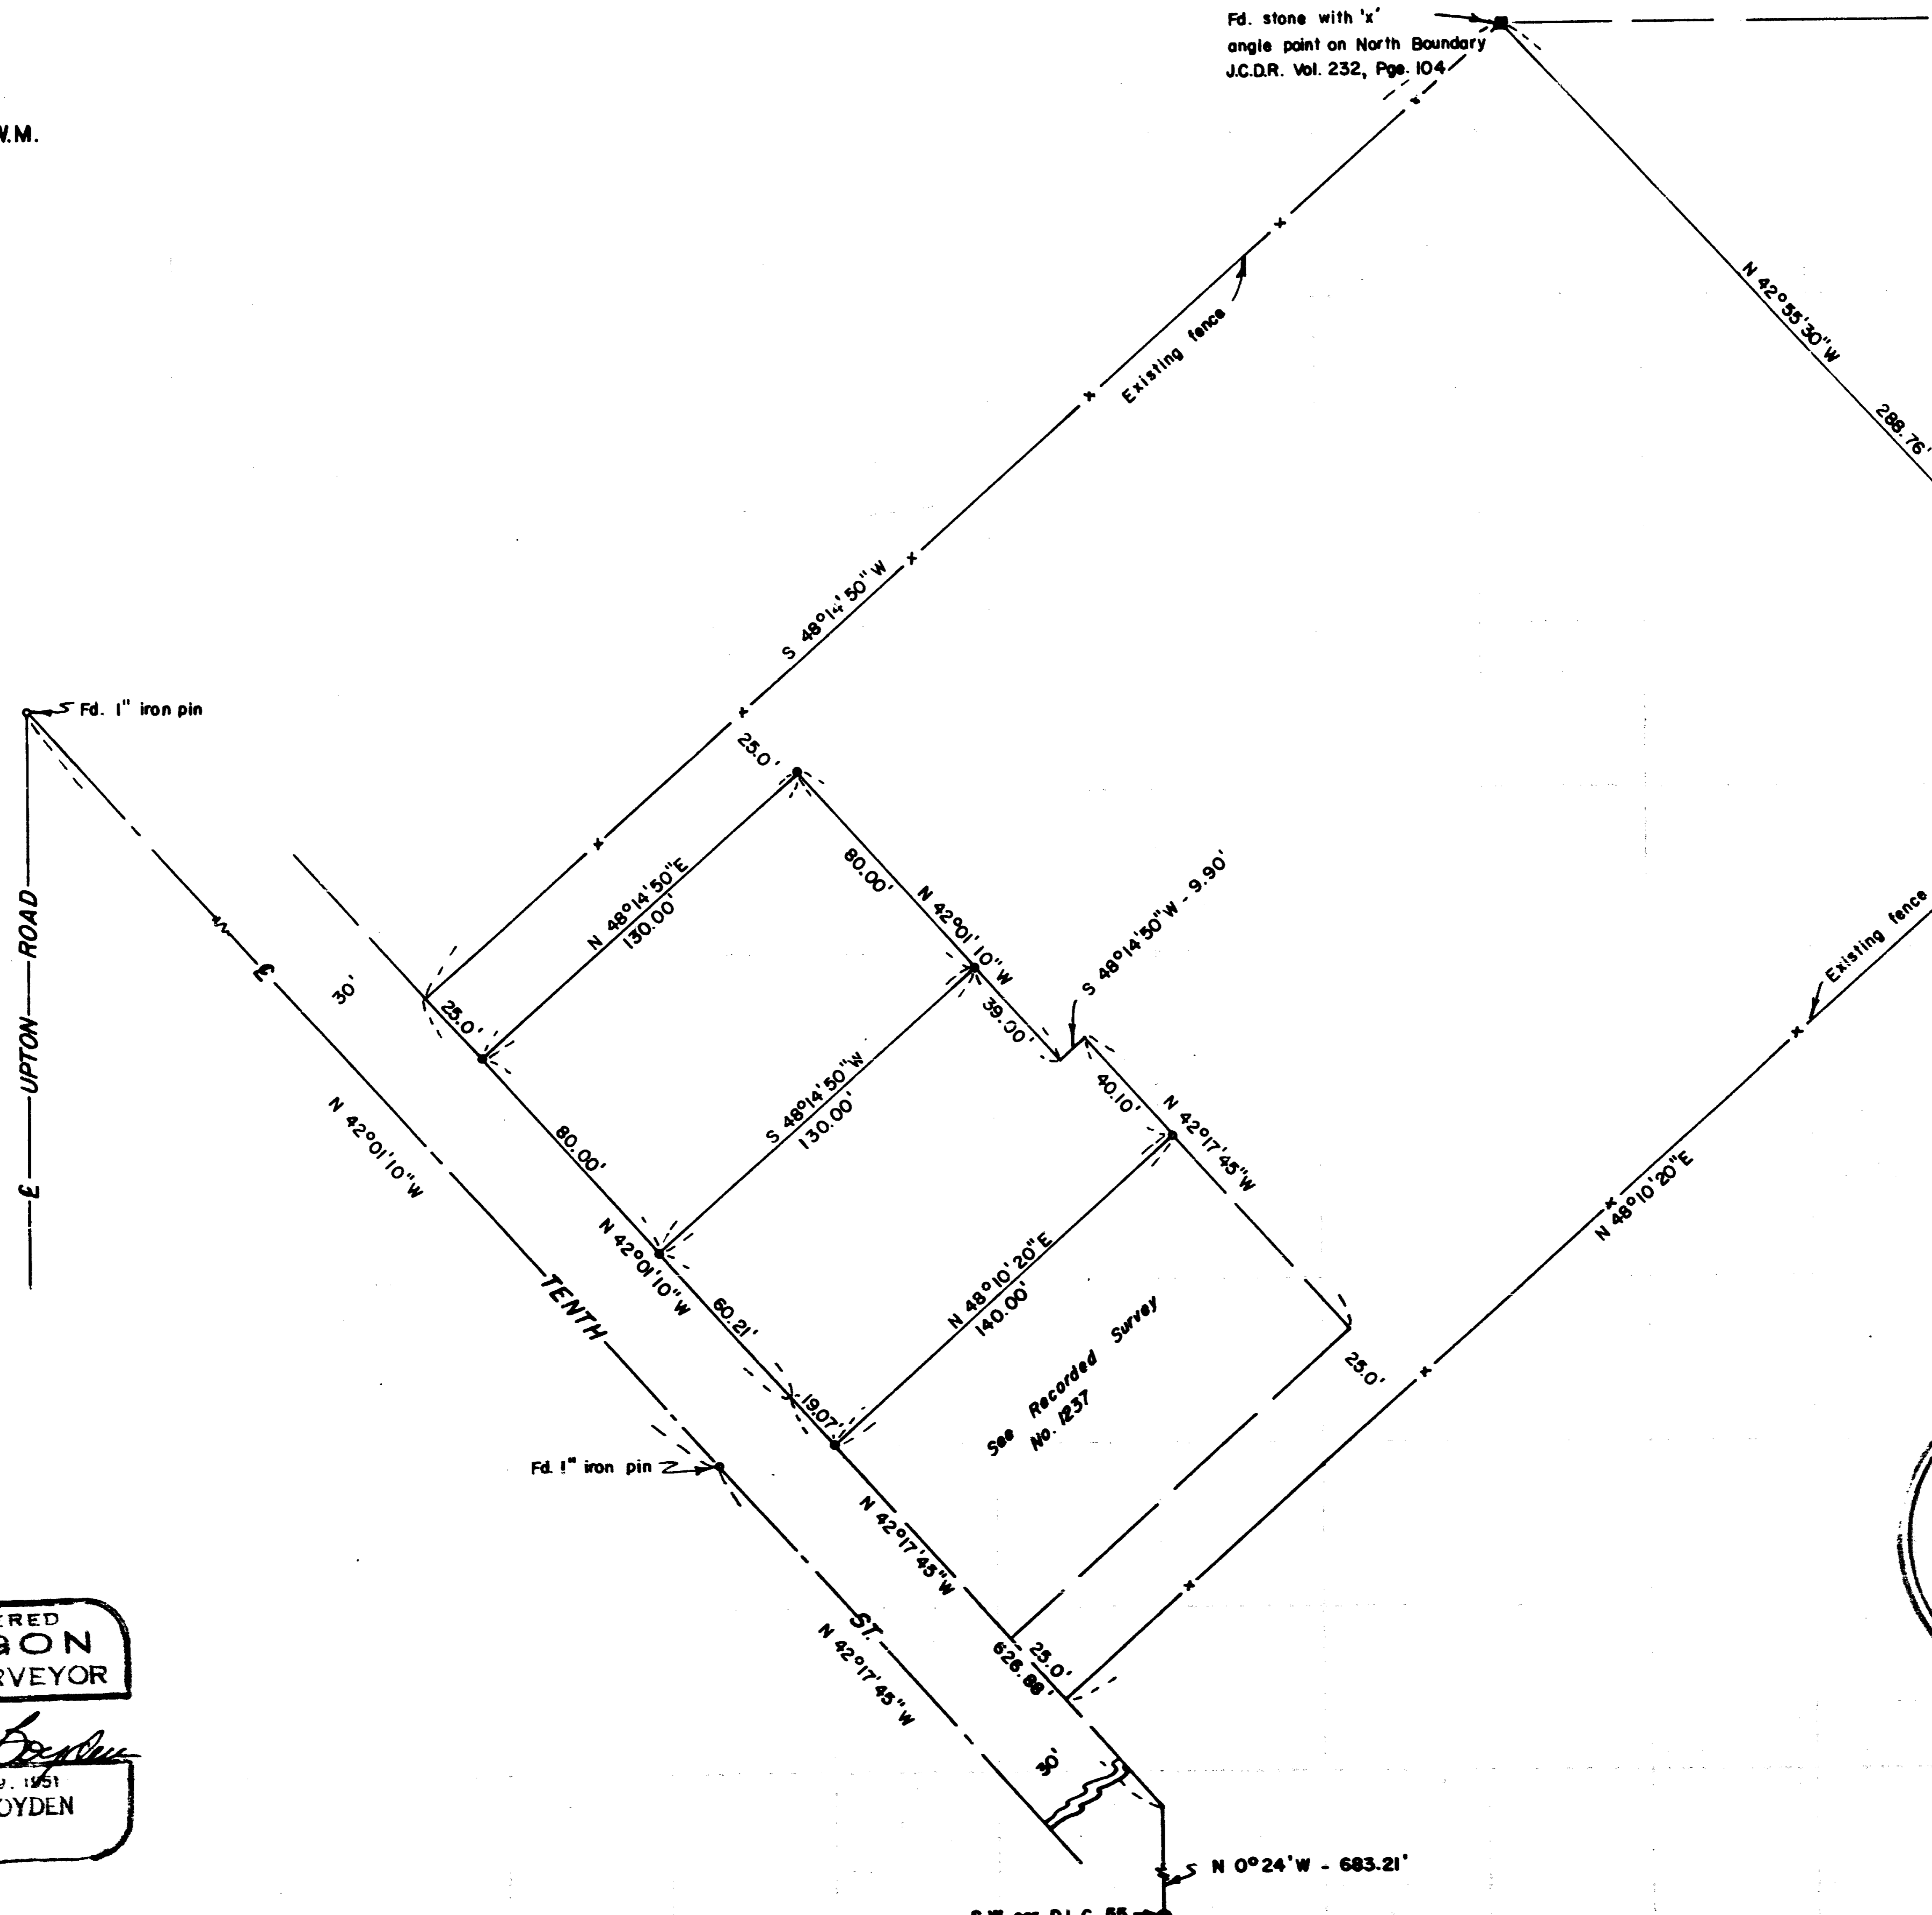 Fd. stone with 'x'
angle point on North Boundary
J.C.D.R. Vol. 232, Pge. 104
W.M.
N 42°55'30"W
288.76'
Existing fence
S 48°14'50"W
Fd. 1" iron pin
25.0'
80.00'
N 42°01'10"W
N 48°14'50"E
130.00'
S 48°14'50"W - 9.90'
Existing fence
UPTON ROAD
30'
25.0'
39.00'
S 48°14'50"W
130.00'
40.10'
N 42°17'45"W
N 42°01'10"W
80.00'
N 48°10'20"E
N 42°01'10"W
60.21'
N 48°10'20"E
140.00'
TENTH
See Recorded Survey
No. 1237
25.0'
19.07'
Fd. 1" iron pin
N 42°17'45"W
ST.
N 42°17'45"W
25.0'
626.88'
30'
ERED
GON
RVEYOR
Boyden
9. 1951
OYDEN
N 0°24'W - 683.21'
S.W. cor. D.L.C. 55